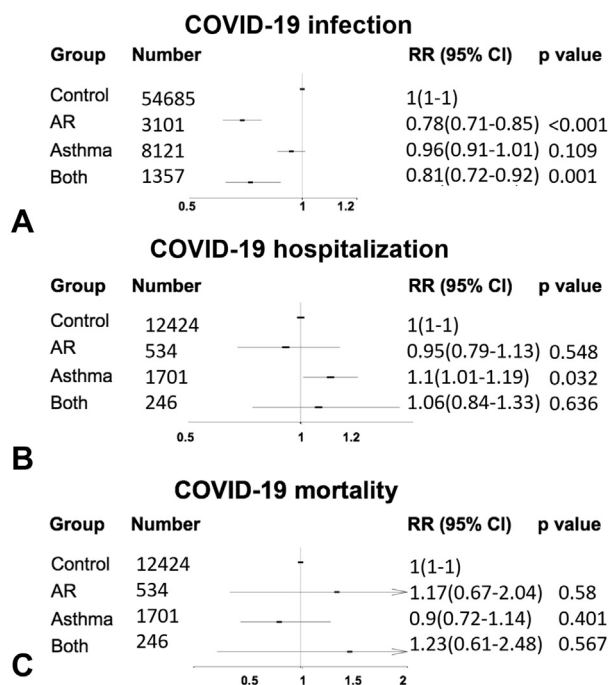 COVID-19 infection
Group Number RR (95% CI) p value
Control 54685 1(1-1)
AR 3101 0.78(0.71-0.85) <0.001
Asthma 8121 0.96(0.91-1.01) 0.109
Both 1357 0.81(0.72-0.92) 0.001
0.5 1 1.2
A
COVID-19 hospitalization
Group Number RR (95% CI) p value
Control 12424 1(1-1)
AR 534 0.95(0.79-1.13) 0.548
Asthma 1701 1.1(1.01-1.19) 0.032
Both 246 1.06(0.84-1.33) 0.636
0.5 1 1.2
B
COVID-19 mortality
Group Number RR (95% CI) p value
Control 12424 1(1-1)
AR 534 1.17(0.67-2.04) 0.58
Asthma 1701 0.9(0.72-1.14) 0.401
Both 246 1.23(0.61-2.48) 0.567
C
0.5 1 1.5 2